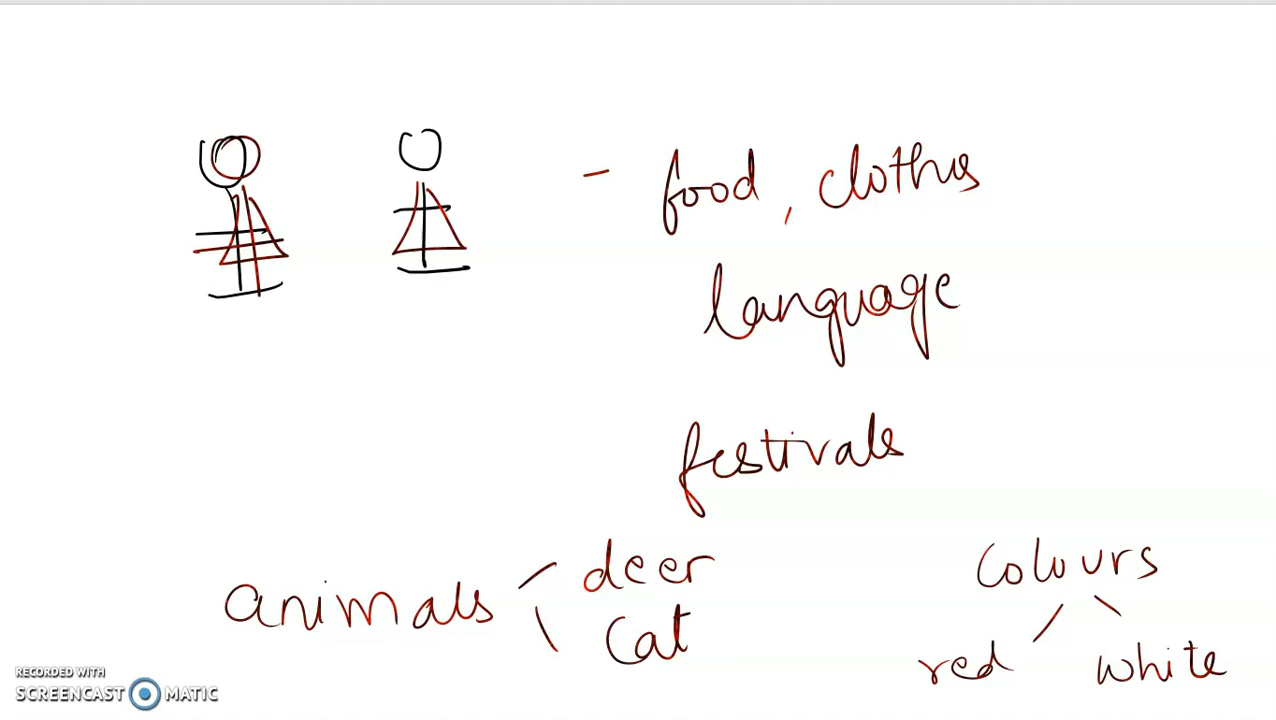 - food, clothes
language
festivals
animals
deer
cat
colours
red
white
RECORDED WITH
SCREENCAST MATIC